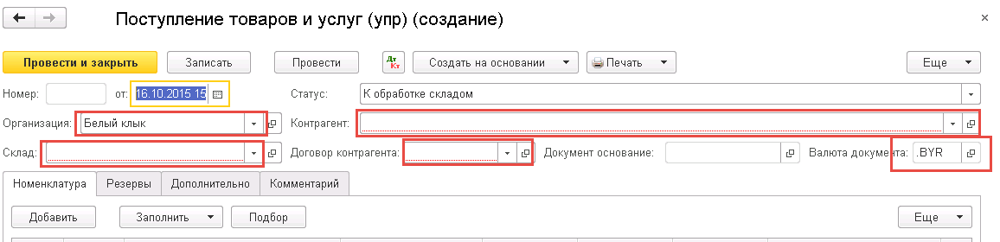 Поступление товаров и услуг (упр) (создание)
Провести и закрыть Записать Провести Дт Кт Создать на основании Печать Еще
Номер: от: 16.10.2015 15 Статус: К обработке складом
Организация: Белый клык Контрагент:
Склад: Договор контрагента: Документ основание: Валюта документа: .BYR
Номенклатура Резервы Дополнительно Комментарий
Добавить Заполнить Подбор Еще